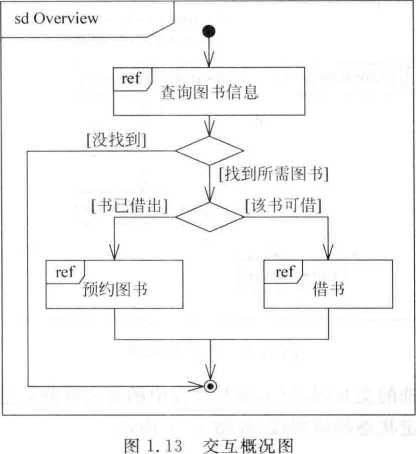 sd Overview
ref
查询图书信息
[没找到]
[找到所需图书]
[书已借出]
[该书可借]
ref
预约图书
ref
借书
图 1.13 交互概况图